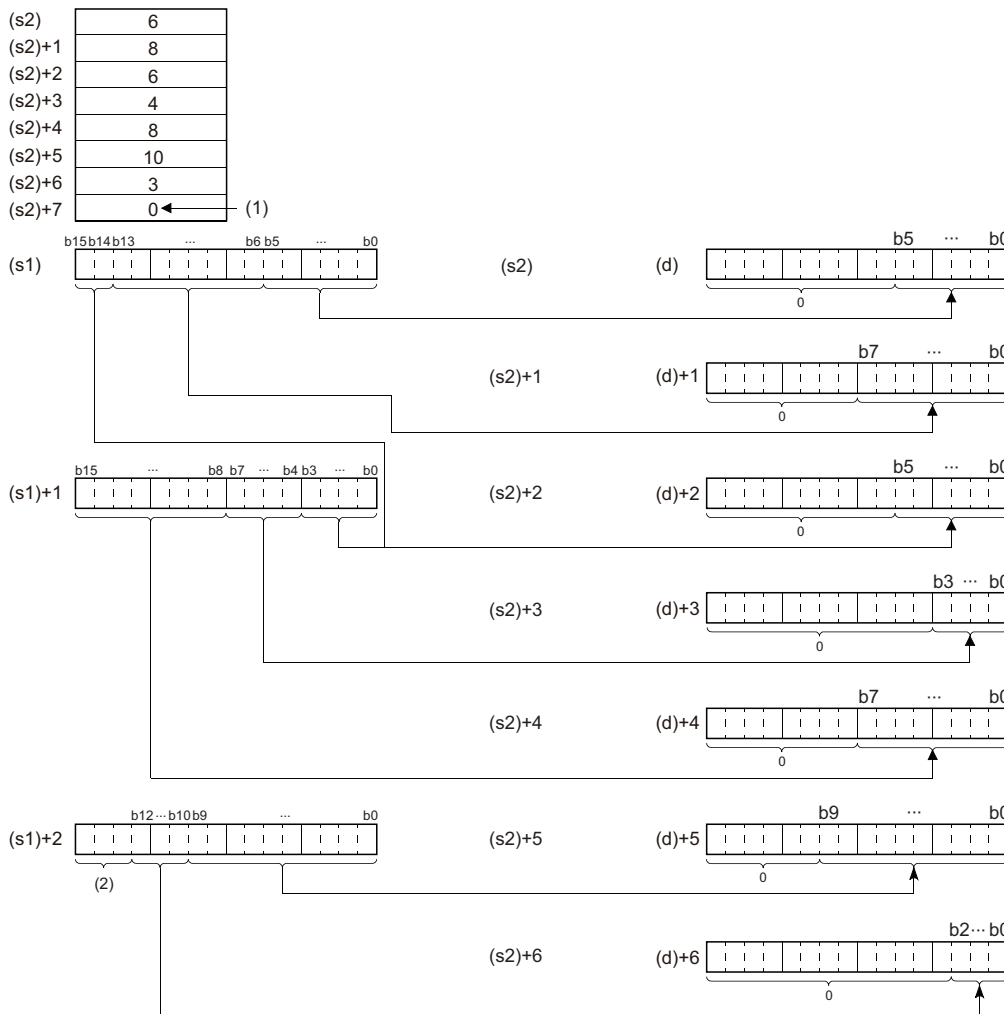 (s2) 6
(s2)+1 8
(s2)+2 6
(s2)+3 4
(s2)+4 8
(s2)+5 10
(s2)+6 3
(s2)+7 0 (1)
b15 b14 b13 ... b6 b5 ... b0 b5 ... b0
(s1) (s2) (d)
0
b7 ... b0
(s2)+1 (d)+1
0
b15 ... b8 b7 ... b4 b3 ... b0 b5 ... b0
(s1)+1 (s2)+2 (d)+2
0
b3 ... b0
(s2)+3 (d)+3
0
b7 ... b0
(s2)+4 (d)+4
0
b12 ... b10 b9 ... b0 b9 ... b0
(s1)+2 (s2)+5 (d)+5
(2) 0
b2 ... b0
(s2)+6 (d)+6
0